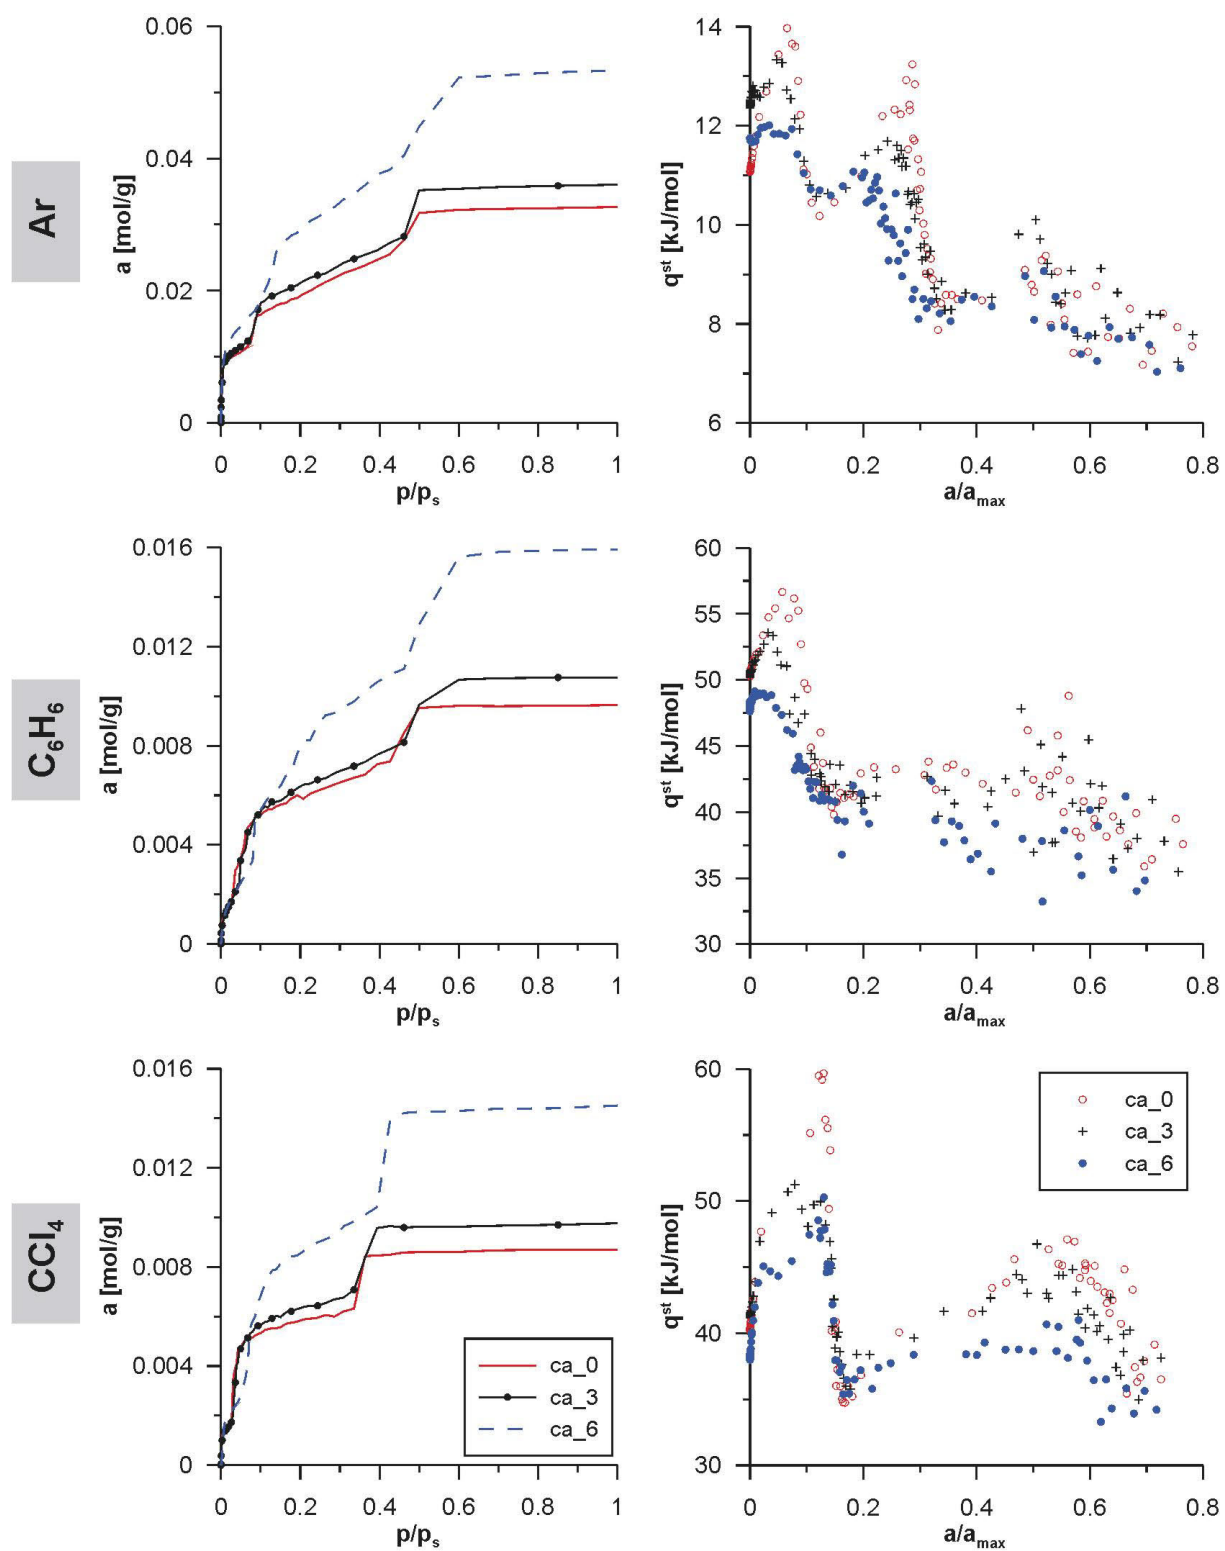 Ar
a [mol/g]
0.06
0.04
0.02
0
0 0.2 0.4 0.6 0.8 1
p/pₛ
qˢᵗ [kJ/mol]
14
12
10
8
6
0 0.2 0.4 0.6 0.8
a/aₘₐₓ
C₆H₆
a [mol/g]
0.016
0.012
0.008
0.004
0
0 0.2 0.4 0.6 0.8 1
p/pₛ
qˢᵗ [kJ/mol]
60
55
50
45
40
35
30
0 0.2 0.4 0.6 0.8
a/aₘₐₓ
CCl₄
a [mol/g]
0.016
0.012
0.008
0.004
0
ca_0
ca_3
ca_6
0 0.2 0.4 0.6 0.8 1
p/pₛ
qˢᵗ [kJ/mol]
60
50
40
30
ca_0
ca_3
ca_6
0 0.2 0.4 0.6 0.8
a/aₘₐₓ